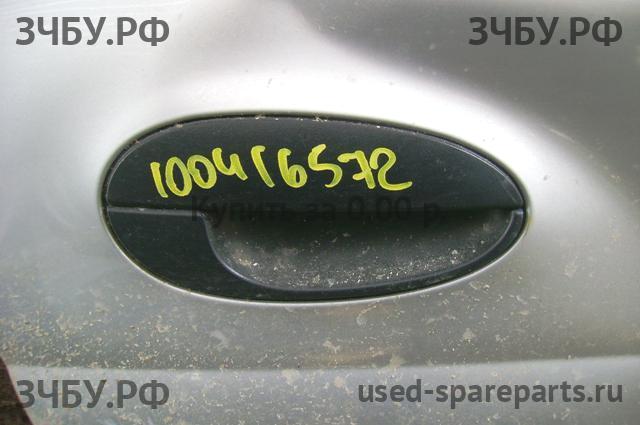 ЗЧБУ.РФ ЗЧБУ.РФ
100416572
Купить за 0.00 р.
ЗЧБУ.РФ used-spareparts.ru